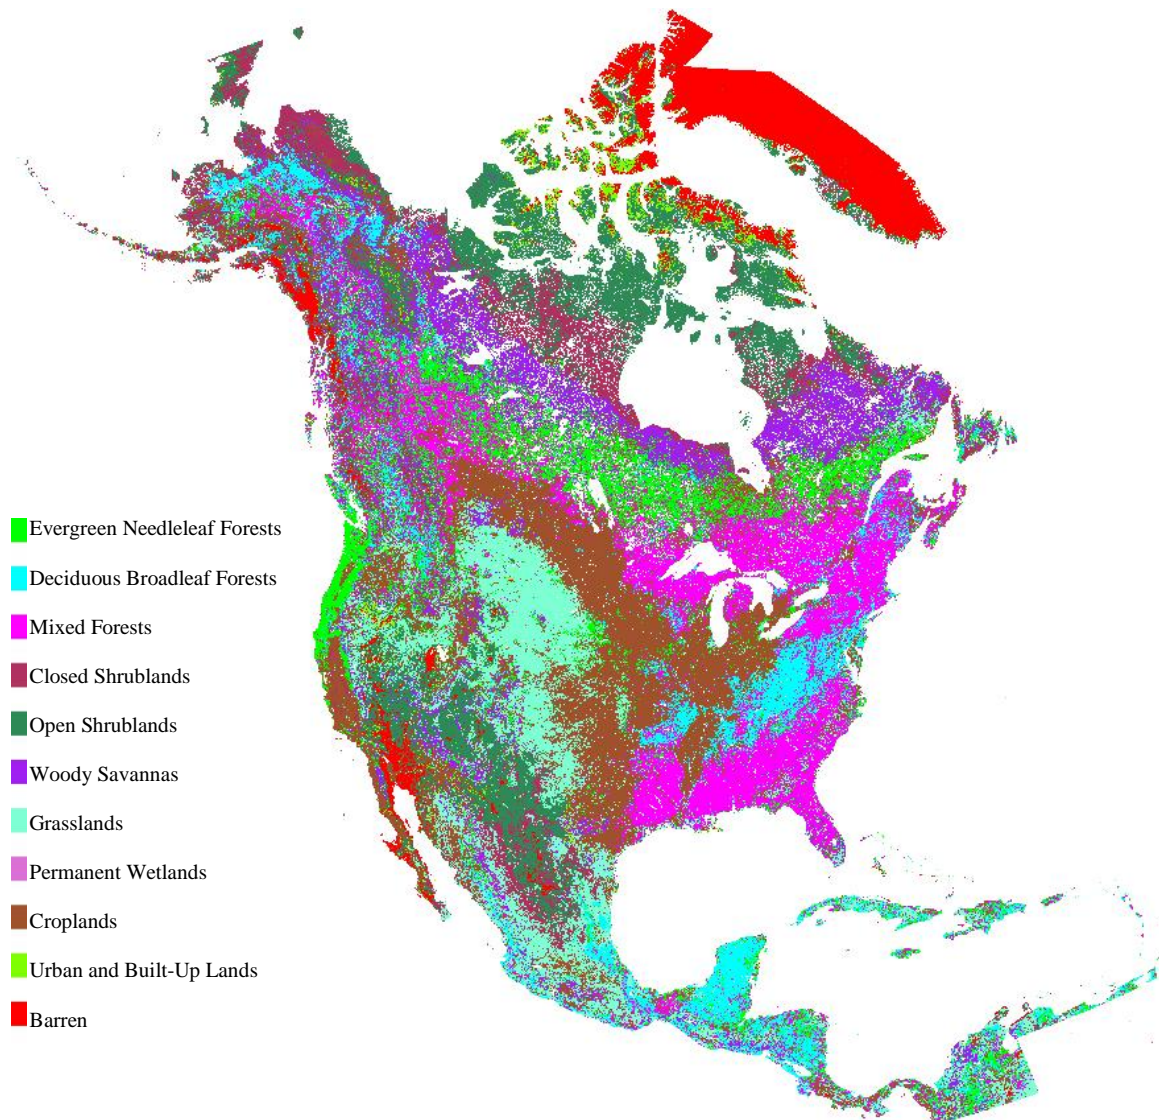 Evergreen Needleleaf Forests
Deciduous Broadleaf Forests
Mixed Forests
Closed Shrublands
Open Shrublands
Woody Savannas
Grasslands
Permanent Wetlands
Croplands
Urban and Built-Up Lands
Barren